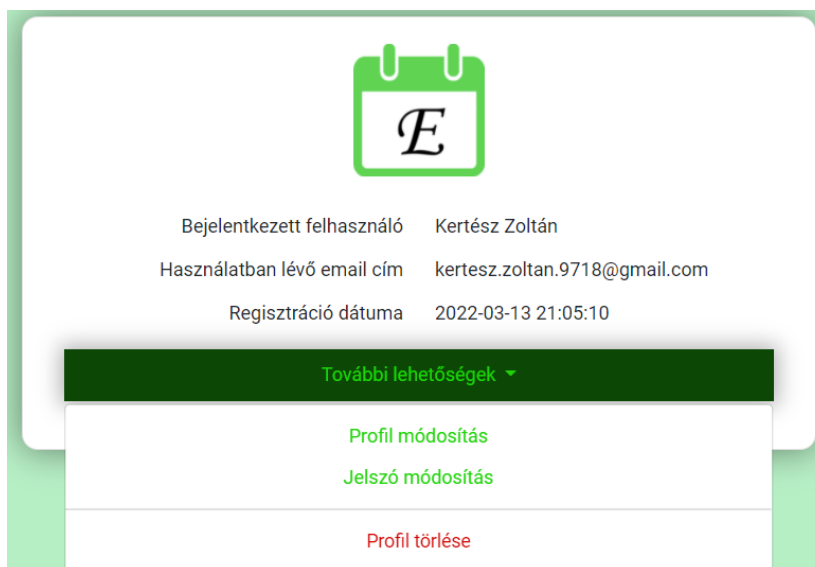 E
Bejelentkezett felhasználó Kertész Zoltán
Használatban lévő email cím kertesz.zoltan.9718@gmail.com
Regisztráció dátuma 2022-03-13 21:05:10
További lehetőségek
Profil módosítás
Jelszó módosítás
Profil törlése